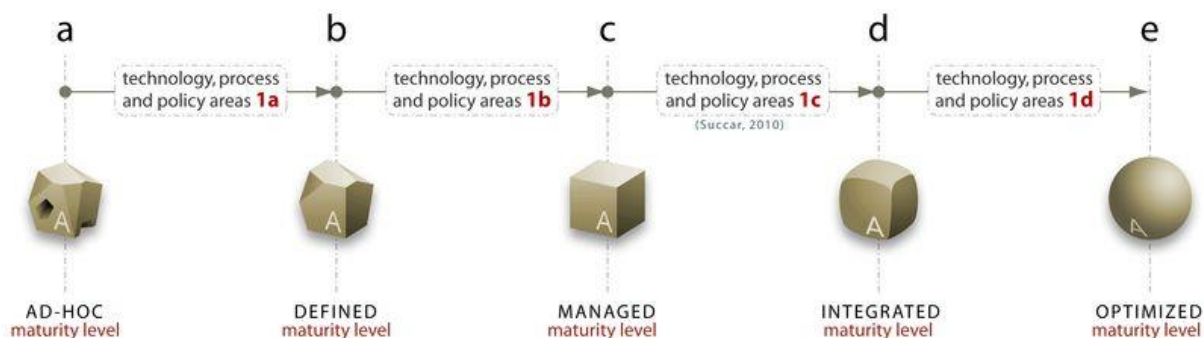 a
b
c
d
e
technology, process
and policy areas 1a
technology, process
and policy areas 1b
technology, process
and policy areas 1c
(Succar, 2010)
technology, process
and policy areas 1d
A
A
A
A
A
AD-HOC
maturity level
DEFINED
maturity level
MANAGED
maturity level
INTEGRATED
maturity level
OPTIMIZED
maturity level